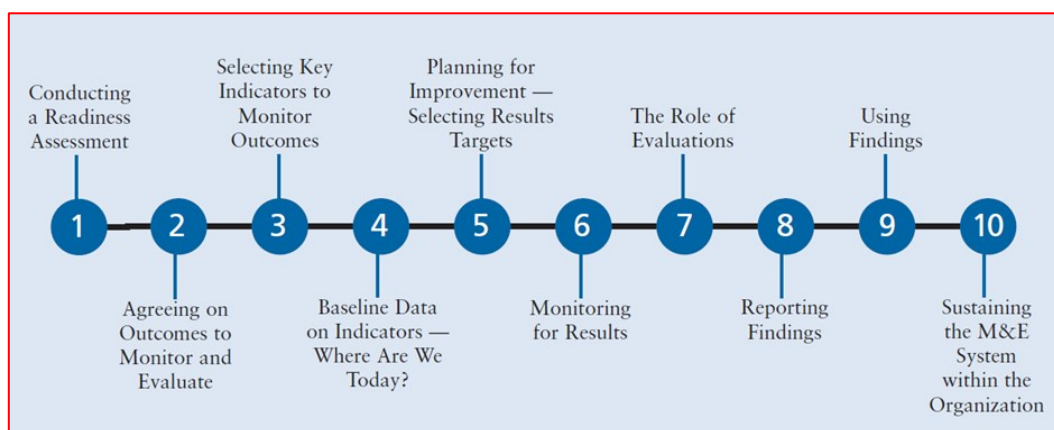 Conducting
a Readiness
Assessment
Selecting Key
Indicators to
Monitor
Outcomes
Planning for
Improvement —
Selecting Results
Targets
The Role of
Evaluations
Using
Findings
1 2 3 4 5 6 7 8 9 10
Agreeing on
Outcomes to
Monitor and
Evaluate
Baseline Data
on Indicators —
Where Are We
Today?
Monitoring
for Results
Reporting
Findings
Sustaining
the M&E
System
within the
Organization